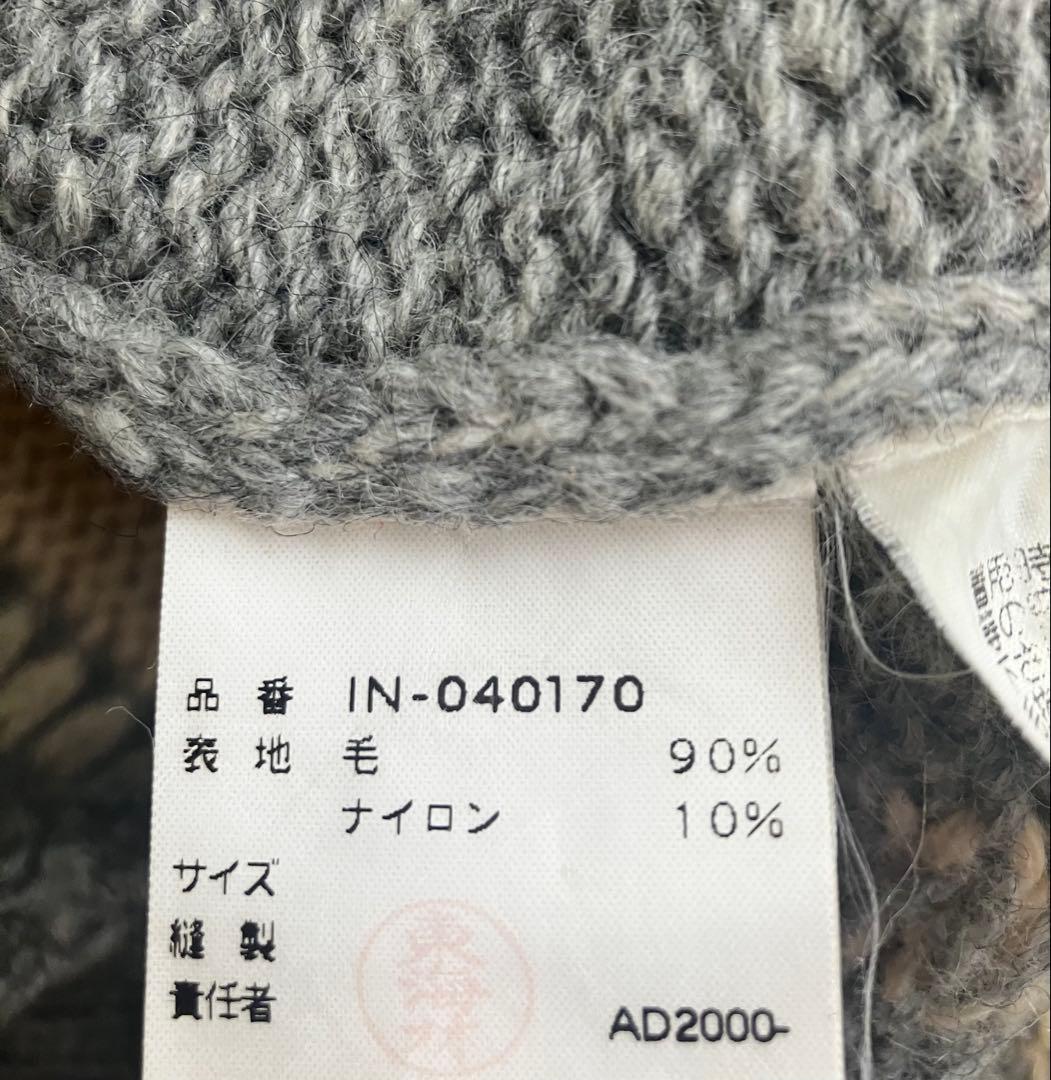 品番 IN-040170
表地 毛 90%
ナイロン 10%
サイズ
縫製
責任者
AD2000-